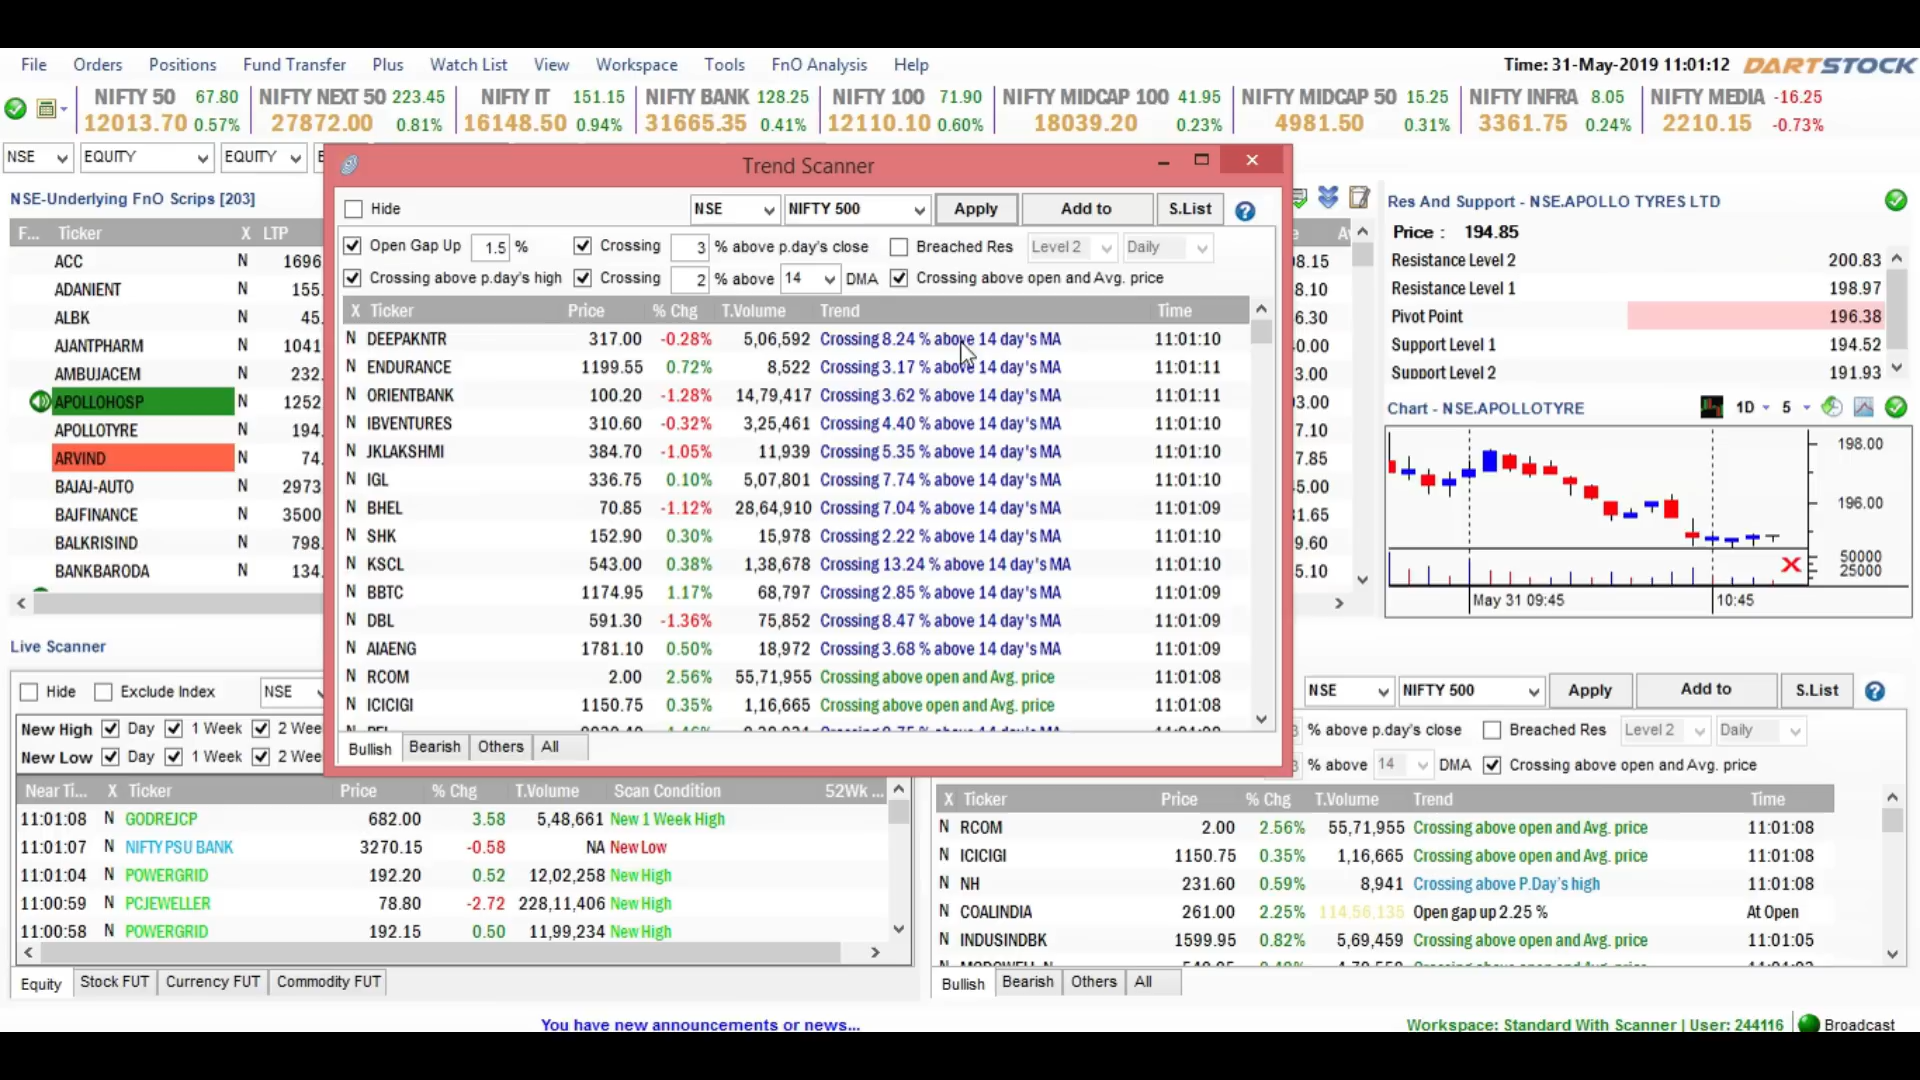 File Orders Positions Fund Transfer Plus Watch List View Workspace Tools FnO Analysis Help Time: 31-May-2019 11:01:12 DARTSTOCK
NIFTY 50 67.80 NIFTY NEXT 50 223.45 NIFTY IT 151.15 NIFTY BANK 128.25 NIFTY 100 71.90 NIFTY MIDCAP 100 41.95 NIFTY MIDCAP 50 15.25 NIFTY INFRA 8.05 NIFTY MEDIA -16.25
12013.70 0.57% 27872.00 0.81% 16148.50 0.94% 31665.35 0.41% 12110.10 0.60% 18039.20 0.23% 4981.50 0.31% 3361.75 0.24% 2210.15 -0.73%
NSE EQUITY EQUITY
NSE-Underlying FnO Scrips [203]
F... Ticker X LTP
ACC N 1696
ADANIENT N 155.
ALBK N 45.
AJANTPHARM N 1041
AMBUJACEM N 232.
APOLLOHOSP N 1252
APOLLOTYRE N 194.
ARVIND N 74.
BAJAJ-AUTO N 2973
BAJFINANCE N 3500
BALKRISIND N 798.
BANKBARODA N 134.
Trend Scanner
Hide NSE NIFTY 500 Apply Add to S.List
Open Gap Up 1.5 % Crossing 3 % above p.day's close Breached Res Level 2 Daily
Crossing above p.day's high Crossing 2 % above 14 DMA Crossing above open and Avg. price
X Ticker Price % Chg T.Volume Trend Time
N DEEPAKNTR 317.00 -0.28% 5,06,592 Crossing 8.24 % above 14 day's MA 11:01:10
N ENDURANCE 1199.55 0.72% 8,522 Crossing 3.17 % above 14 day's MA 11:01:11
N ORIENTBANK 100.20 -1.28% 14,79,417 Crossing 3.62 % above 14 day's MA 11:01:11
N IBVENTURES 310.60 -0.32% 3,25,461 Crossing 4.40 % above 14 day's MA 11:01:10
N JKLAKSHMI 384.70 -1.05% 11,939 Crossing 5.35 % above 14 day's MA 11:01:10
N IGL 336.75 0.10% 5,07,801 Crossing 7.74 % above 14 day's MA 11:01:10
N BHEL 70.85 -1.12% 28,64,910 Crossing 7.04 % above 14 day's MA 11:01:09
N SHK 152.90 0.30% 15,978 Crossing 2.22 % above 14 day's MA 11:01:10
N KSCL 543.00 0.38% 1,38,678 Crossing 13.24 % above 14 day's MA 11:01:10
N BBTC 1174.95 1.17% 68,797 Crossing 2.85 % above 14 day's MA 11:01:09
N DBL 591.30 -1.36% 75,852 Crossing 8.47 % above 14 day's MA 11:01:09
N AIAENG 1781.10 0.50% 18,972 Crossing 3.68 % above 14 day's MA 11:01:09
N RCOM 2.00 2.56% 55,71,955 Crossing above open and Avg. price 11:01:08
N ICICIGI 1150.75 0.35% 1,16,665 Crossing above open and Avg. price 11:01:08
Bullish Bearish Others All
8.15
8.10
6.30
0.00
3.00
03.00
7.10
7.85
5.00
1.65
9.60
5.10
Res And Support - NSE.APOLLO TYRES LTD
Price : 194.85
Resistance Level 2 200.83
Resistance Level 1 198.97
Pivot Point 196.38
Support Level 1 194.52
Support Level 2 191.93
Chart - NSE.APOLLOTYRE 1D 5
198.00
196.00
50000
25000
May 31 09:45 10:45
Live Scanner
Hide Exclude Index NSE
New High Day 1 Week 2 Wee
New Low Day 1 Week 2 Wee
Near Ti... X Ticker Price % Chg T.Volume Scan Condition 52Wk ...
11:01:08 N GODREJCP 682.00 3.58 5,48,661 New 1 Week High
11:01:07 N NIFTY PSU BANK 3270.15 -0.58 NA New Low
11:01:04 N POWERGRID 192.20 0.52 12,02,258 New High
11:00:59 N PCJEWELLER 78.80 -2.72 228,11,406 New High
11:00:58 N POWERGRID 192.15 0.50 11,99,234 New High
Equity Stock FUT Currency FUT Commodity FUT
NSE NIFTY 500 Apply Add to S.List
3 % above p.day's close Breached Res Level 2 Daily
3 % above 14 DMA Crossing above open and Avg. price
X Ticker Price % Chg T.Volume Trend Time
N RCOM 2.00 2.56% 55,71,955 Crossing above open and Avg. price 11:01:08
N ICICIGI 1150.75 0.35% 1,16,665 Crossing above open and Avg. price 11:01:08
N NH 231.60 0.59% 8,941 Crossing above P.Day's high 11:01:08
N COALINDIA 261.00 2.25% 114,56,135 Open gap up 2.25 % At Open
N INDUSINDBK 1599.95 0.82% 5,69,459 Crossing above open and Avg. price 11:01:05
Bullish Bearish Others All
You have new announcements or news...
Workspace: Standard With Scanner | User: 244116 Broadcast